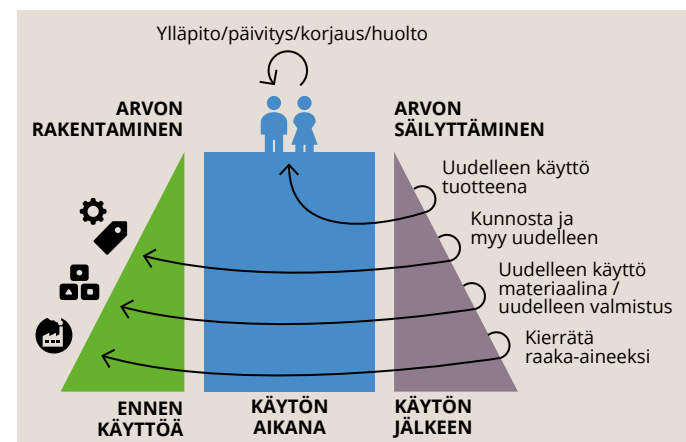 Ylläpito/päivitys/korjaus/huolto
ARVON
RAKENTAMINEN
ARVON
SÄILYTTÄMINEN
Uudelleen käyttö
tuotteena
Kunnosta ja
myy uudelleen
Uudelleen käyttö
materiaalina /
uudelleen valmistus
Kierrätä
raaka-aineeksi
ENNEN
KÄYTTÖÄ
KÄYTÖN
AIKANA
KÄYTÖN
JÄLKEEN